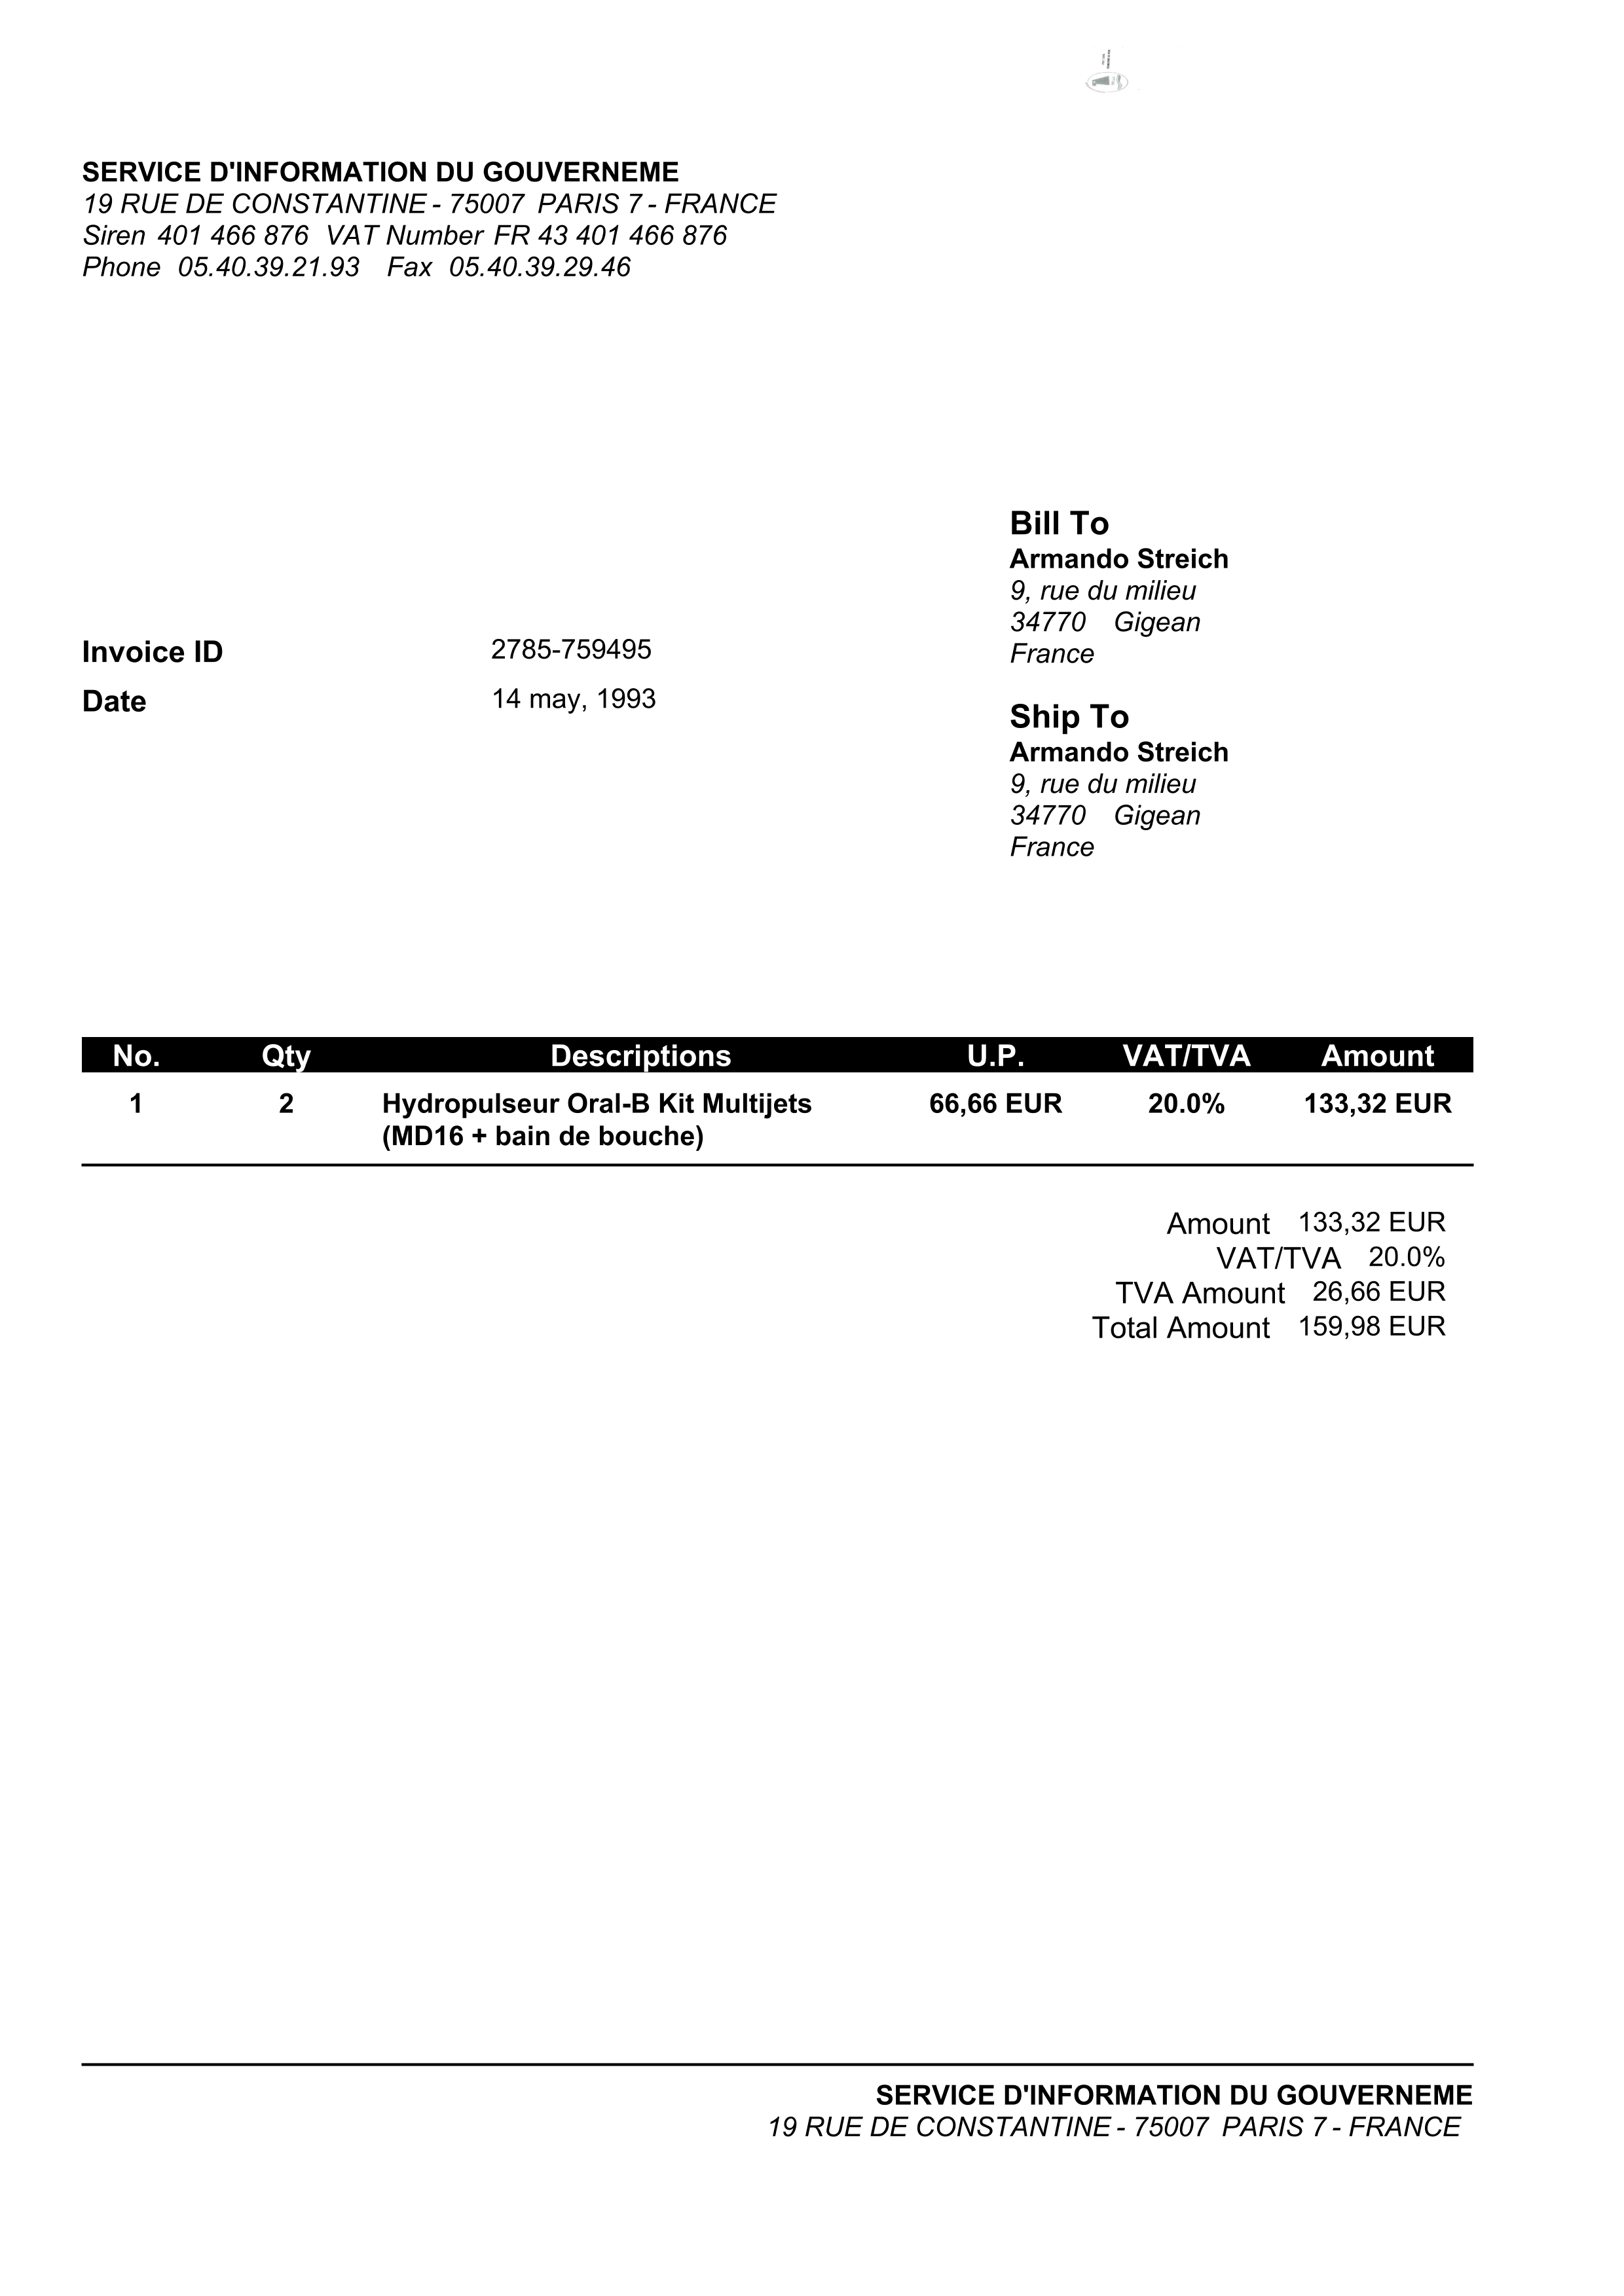 SERVICE D'INFORMATION DU GOUVERNEME
19 RUE DE CONSTANTINE - 75007 PARIS 7 - FRANCE
Siren 401 466 876 VAT Number FR 43 401 466 876
Phone 05.40.39.21.93 Fax 05.40.39.29.46
Bill To
Armando Streich
9, rue du milieu
34770 Gigean
France
Invoice ID 2785-759495
Date 14 may, 1993
Ship To
Armando Streich
9, rue du milieu
34770 Gigean
France
No. Qty Descriptions U.P. VAT/TVA Amount
1 2 Hydropulseur Oral-B Kit Multijets 66,66 EUR 20.0% 133,32 EUR
(MD16 + bain de bouche)
Amount 133,32 EUR
VAT/TVA 20.0%
TVA Amount 26,66 EUR
Total Amount 159,98 EUR
SERVICE D'INFORMATION DU GOUVERNEME
19 RUE DE CONSTANTINE - 75007 PARIS 7 - FRANCE